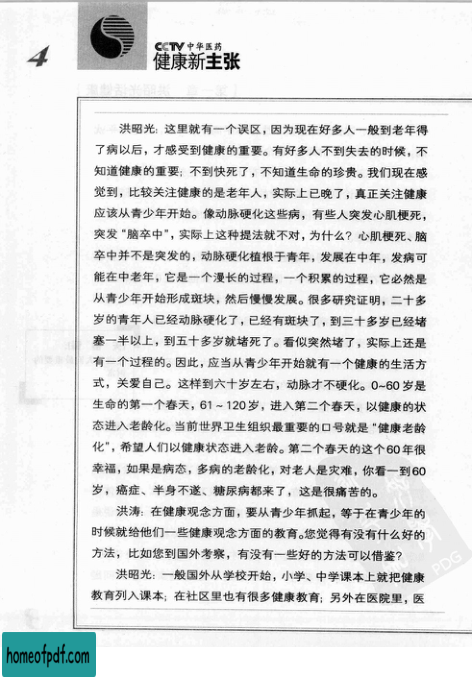 4
CCTV 中华医药
健康新主张
洪昭光：这里就有一个误区，因为现在好多人一般到老年得
了病以后，才感受到健康的重要。有好多人不到失去的时候，不
知道健康的重要；不到快死了，不知道生命的珍贵。我们现在感
觉到，比较关注健康的是老年人，实际上已晚了，真正关注健康
应该从青少年开始。像动脉硬化这些病，有些人突发心肌梗死，
突发“脑卒中”，实际上这种提法就不对，为什么？心肌梗死、脑
卒中并不是突发的，动脉硬化植根于青年，发展在中年，发病可
能在中老年，它是一个漫长的过程，一个积累的过程，它必然是
从青少年开始形成斑块，然后慢慢发展。很多研究证明，二十多
岁的青年人已经动脉硬化了，已经有斑块了，到三十多岁已经堵
塞一半以上，到五十多岁就堵死了。看似突然堵了，实际上还是
有一个过程的。因此，应当从青少年开始就有一个健康的生活方
式，关爱自己。这样到六十岁左右，动脉才不硬化。0~60岁是
生命的第一个春天，61～120岁，进入第二个春天，以健康的状
态进入老龄化。当前世界卫生组织最重要的口号就是“健康老龄
化”，希望人们以健康状态进入老龄。第二个春天的这个60年很
幸福，如果是病态，多病的老龄化，对老人是灾难，你看一到60
岁，癌症、半身不遂、糖尿病都来了，这是很痛苦的。
洪涛：在健康观念方面，要从青少年抓起，等于在青少年的
时候就给他们一些健康观念方面的教育。您觉得有没有什么好的
方法，比如您到国外考察，有没有一些好的方法可以借鉴？
洪昭光：一般国外从学校开始，小学、中学课本上就把健康
教育列入课本；在社区里也有很多健康教育；另外在医院里，医
PDG
homeofpdf.com